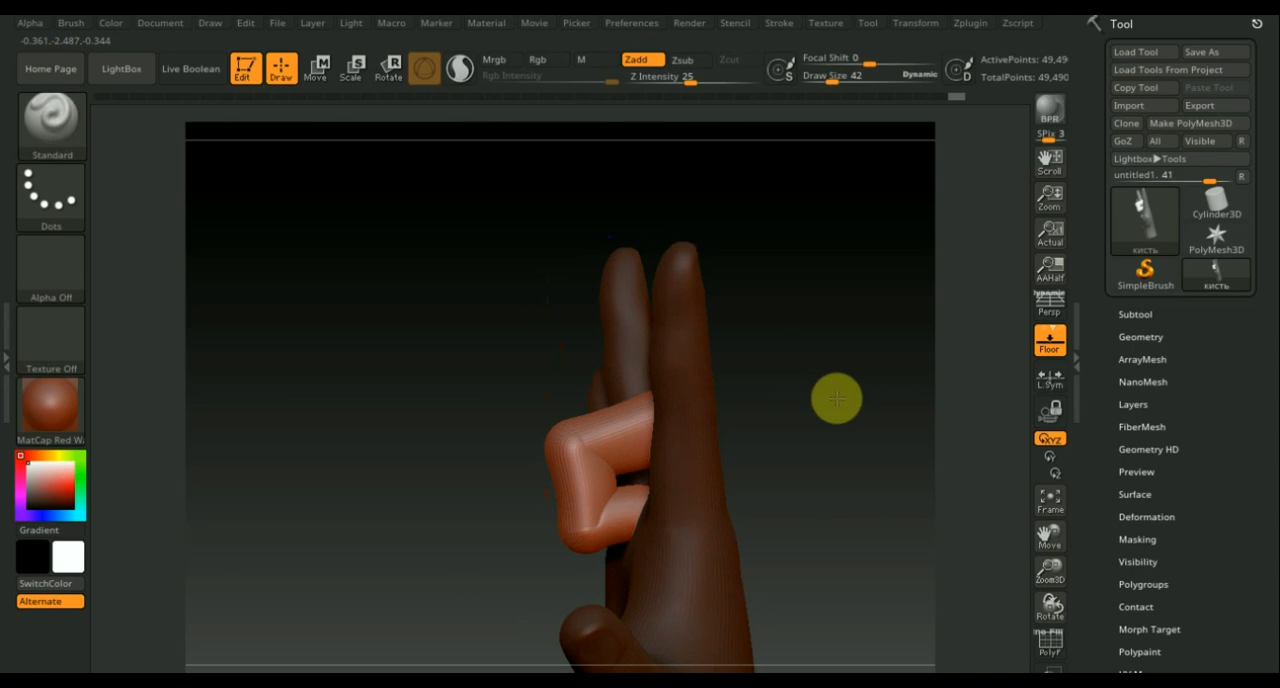 Alpha Brush Color Document Draw Edit File Layer Light Macro Marker Material Movie Picker Preferences Render Stencil Stroke Texture Tool Transform Zplugin Zscript
-0.361,-2.487,-0.344
Home Page
LightBox
Live Boolean
Edit
Draw
Move
Scale
Rotate
Mrgb Rgb M
Rgb Intensity
Zadd Zsub Zcut
Z Intensity 25
S
Focal Shift 0
Draw Size 42 Dynamic
D
ActivePoints: 49,49
TotalPoints: 49,490
Standard
Dots
Alpha Off
Texture Off
MatCap Red W
Gradient
SwitchColor
Alternate
BPR
SPix 3
Scroll
Zoom
Actual
AAHalf
Dynamic
Persp
Floor
L.Sym
XYZ
Y
Z
Frame
Move
Zoom3D
Rotate
PolyF
Tool
Load Tool Save As
Load Tools From Project
Copy Tool Paste Tool
Import Export
Clone Make PolyMesh3D
GoZ All Visible R
Lightbox▶Tools
untitled1. 41 R
кисть
Cylinder3D
PolyMesh3D
SimpleBrush
кисть
Subtool
Geometry
ArrayMesh
NanoMesh
Layers
FiberMesh
Geometry HD
Preview
Surface
Deformation
Masking
Visibility
Polygroups
Contact
Morph Target
Polypaint